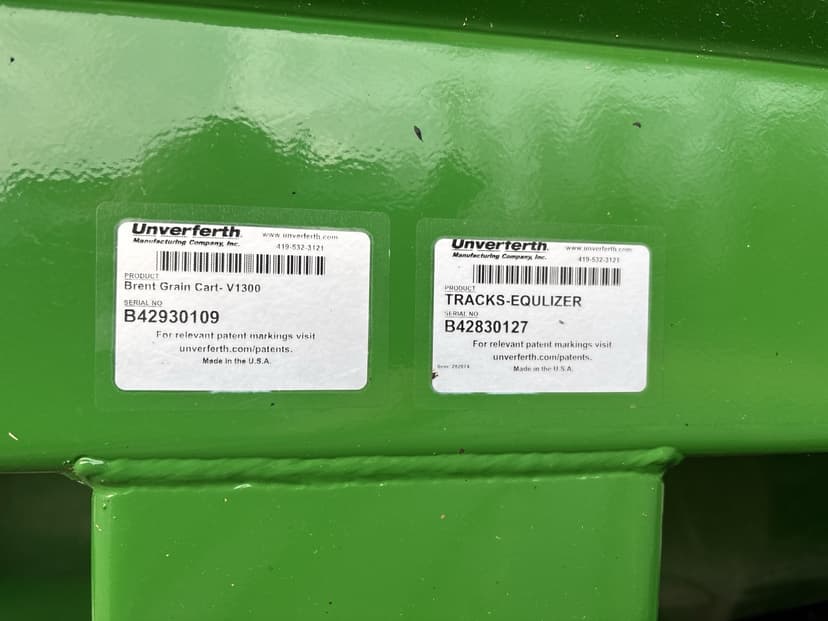 Unverferth
www.unverferth.com
Manufacturing Company, Inc.
419-532-3121
PRODUCT
Brent Grain Cart- V1300
SERIAL NO
B42930109
For relevant patent markings visit
unverferth.com/patents.
Made in the U.S.A.
Unverferth
www.unverferth.com
Manufacturing Company, Inc.
419-532-3121
PRODUCT
TRACKS-EQULIZER
SERIAL NO
B42830127
For relevant patent markings visit
unverferth.com/patents.
Made in the U.S.A.